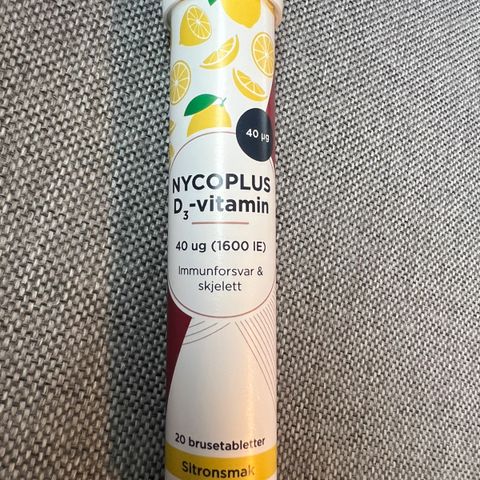 40 µg
NYCOPLUS
D₃-vitamin
40 ug (1600 IE)
Immunforsvar &
skjelett
20 brusetabletter
Sitronsmak